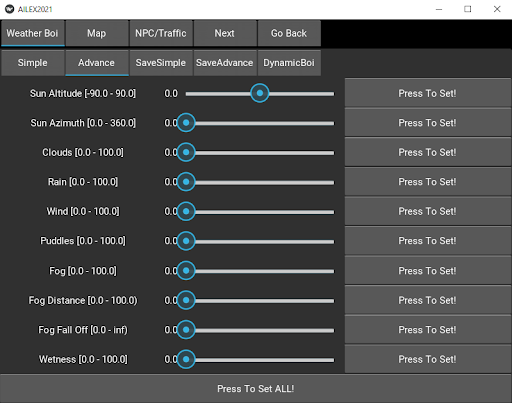 AILEX2021
Weather Boi Map NPC/Traffic Next Go Back
Simple Advance SaveSimple SaveAdvance DynamicBoi
Sun Altitude [-90.0 - 90.0] 0.0 Press To Set!
Sun Azimuth [0.0 - 360.0] 0.0 Press To Set!
Clouds [0.0 - 100.0] 0.0 Press To Set!
Rain [0.0 - 100.0] 0.0 Press To Set!
Wind [0.0 - 100.0] 0.0 Press To Set!
Puddles [0.0 - 100.0] 0.0 Press To Set!
Fog [0.0 - 100.0] 0.0 Press To Set!
Fog Distance [0.0 - 100.0) 0.0 Press To Set!
Fog Fall Off [0.0 - inf) 0.0 Press To Set!
Wetness [0.0 - 100.0] 0.0 Press To Set!
Press To Set ALL!